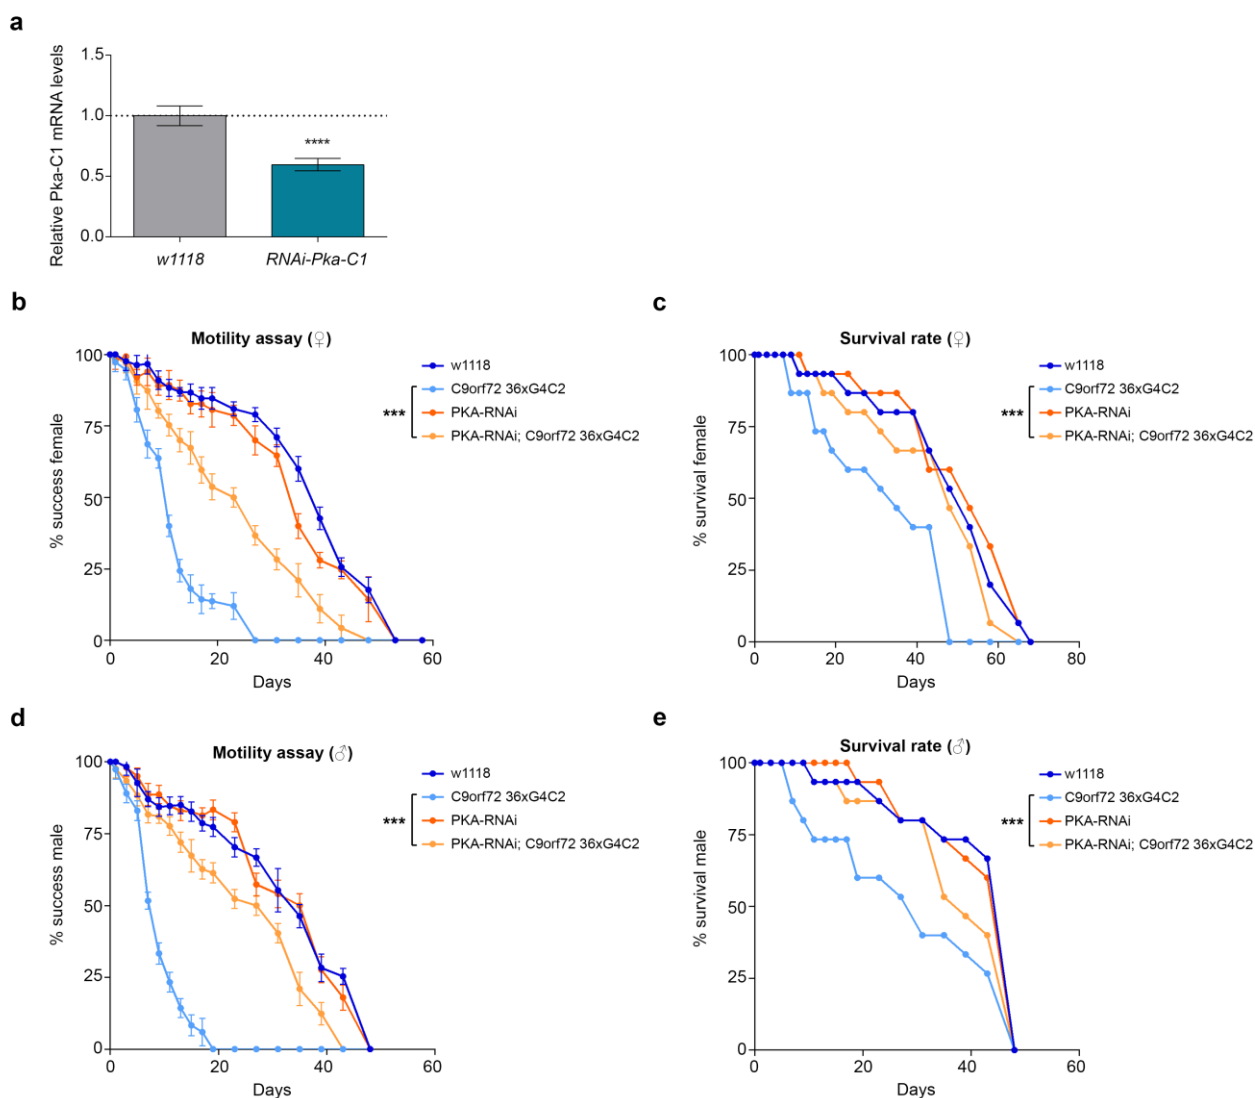 a
Relative Pka-C1 mRNA levels
1.5
1.0
0.5
0.0
****
w1118
RNAi-Pka-C1
b
Motility assay (♀)
% success female
100
75
50
25
0
0
20
40
60
Days
w1118
C9orf72 36xG4C2
PKA-RNAi
PKA-RNAi; C9orf72 36xG4C2
***
c
Survival rate (♀)
% survival female
100
75
50
25
0
0
20
40
60
80
Days
w1118
C9orf72 36xG4C2
PKA-RNAi
PKA-RNAi; C9orf72 36xG4C2
***
d
Motility assay (♂)
% success male
100
75
50
25
0
0
20
40
60
Days
w1118
C9orf72 36xG4C2
PKA-RNAi
PKA-RNAi; C9orf72 36xG4C2
***
e
Survival rate (♂)
% survival male
100
75
50
25
0
0
20
40
60
Days
w1118
C9orf72 36xG4C2
PKA-RNAi
PKA-RNAi; C9orf72 36xG4C2
***